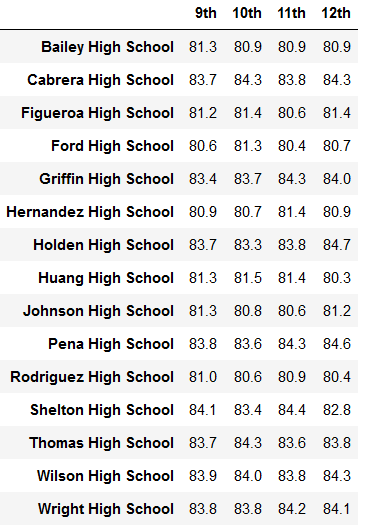 9th 10th 11th 12th
Bailey High School 81.3 80.9 80.9 80.9
Cabrera High School 83.7 84.3 83.8 84.3
Figueroa High School 81.2 81.4 80.6 81.4
Ford High School 80.6 81.3 80.4 80.7
Griffin High School 83.4 83.7 84.3 84.0
Hernandez High School 80.9 80.7 81.4 80.9
Holden High School 83.7 83.3 83.8 84.7
Huang High School 81.3 81.5 81.4 80.3
Johnson High School 81.3 80.8 80.6 81.2
Pena High School 83.8 83.6 84.3 84.6
Rodriguez High School 81.0 80.6 80.9 80.4
Shelton High School 84.1 83.4 84.4 82.8
Thomas High School 83.7 84.3 83.6 83.8
Wilson High School 83.9 84.0 83.8 84.3
Wright High School 83.8 83.8 84.2 84.1